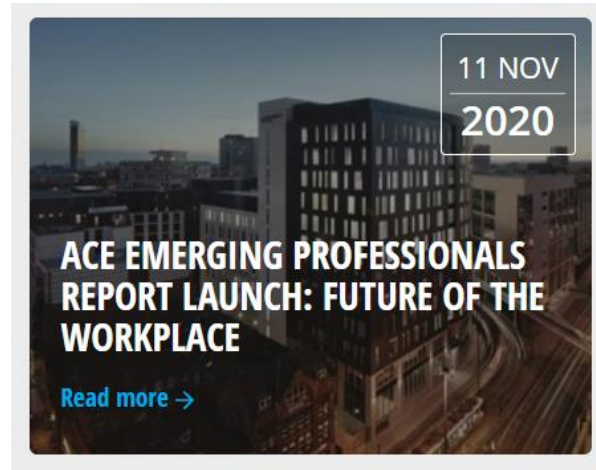 11 NOV
2020
ACE EMERGING PROFESSIONALS
REPORT LAUNCH: FUTURE OF THE
WORKPLACE
Read more →